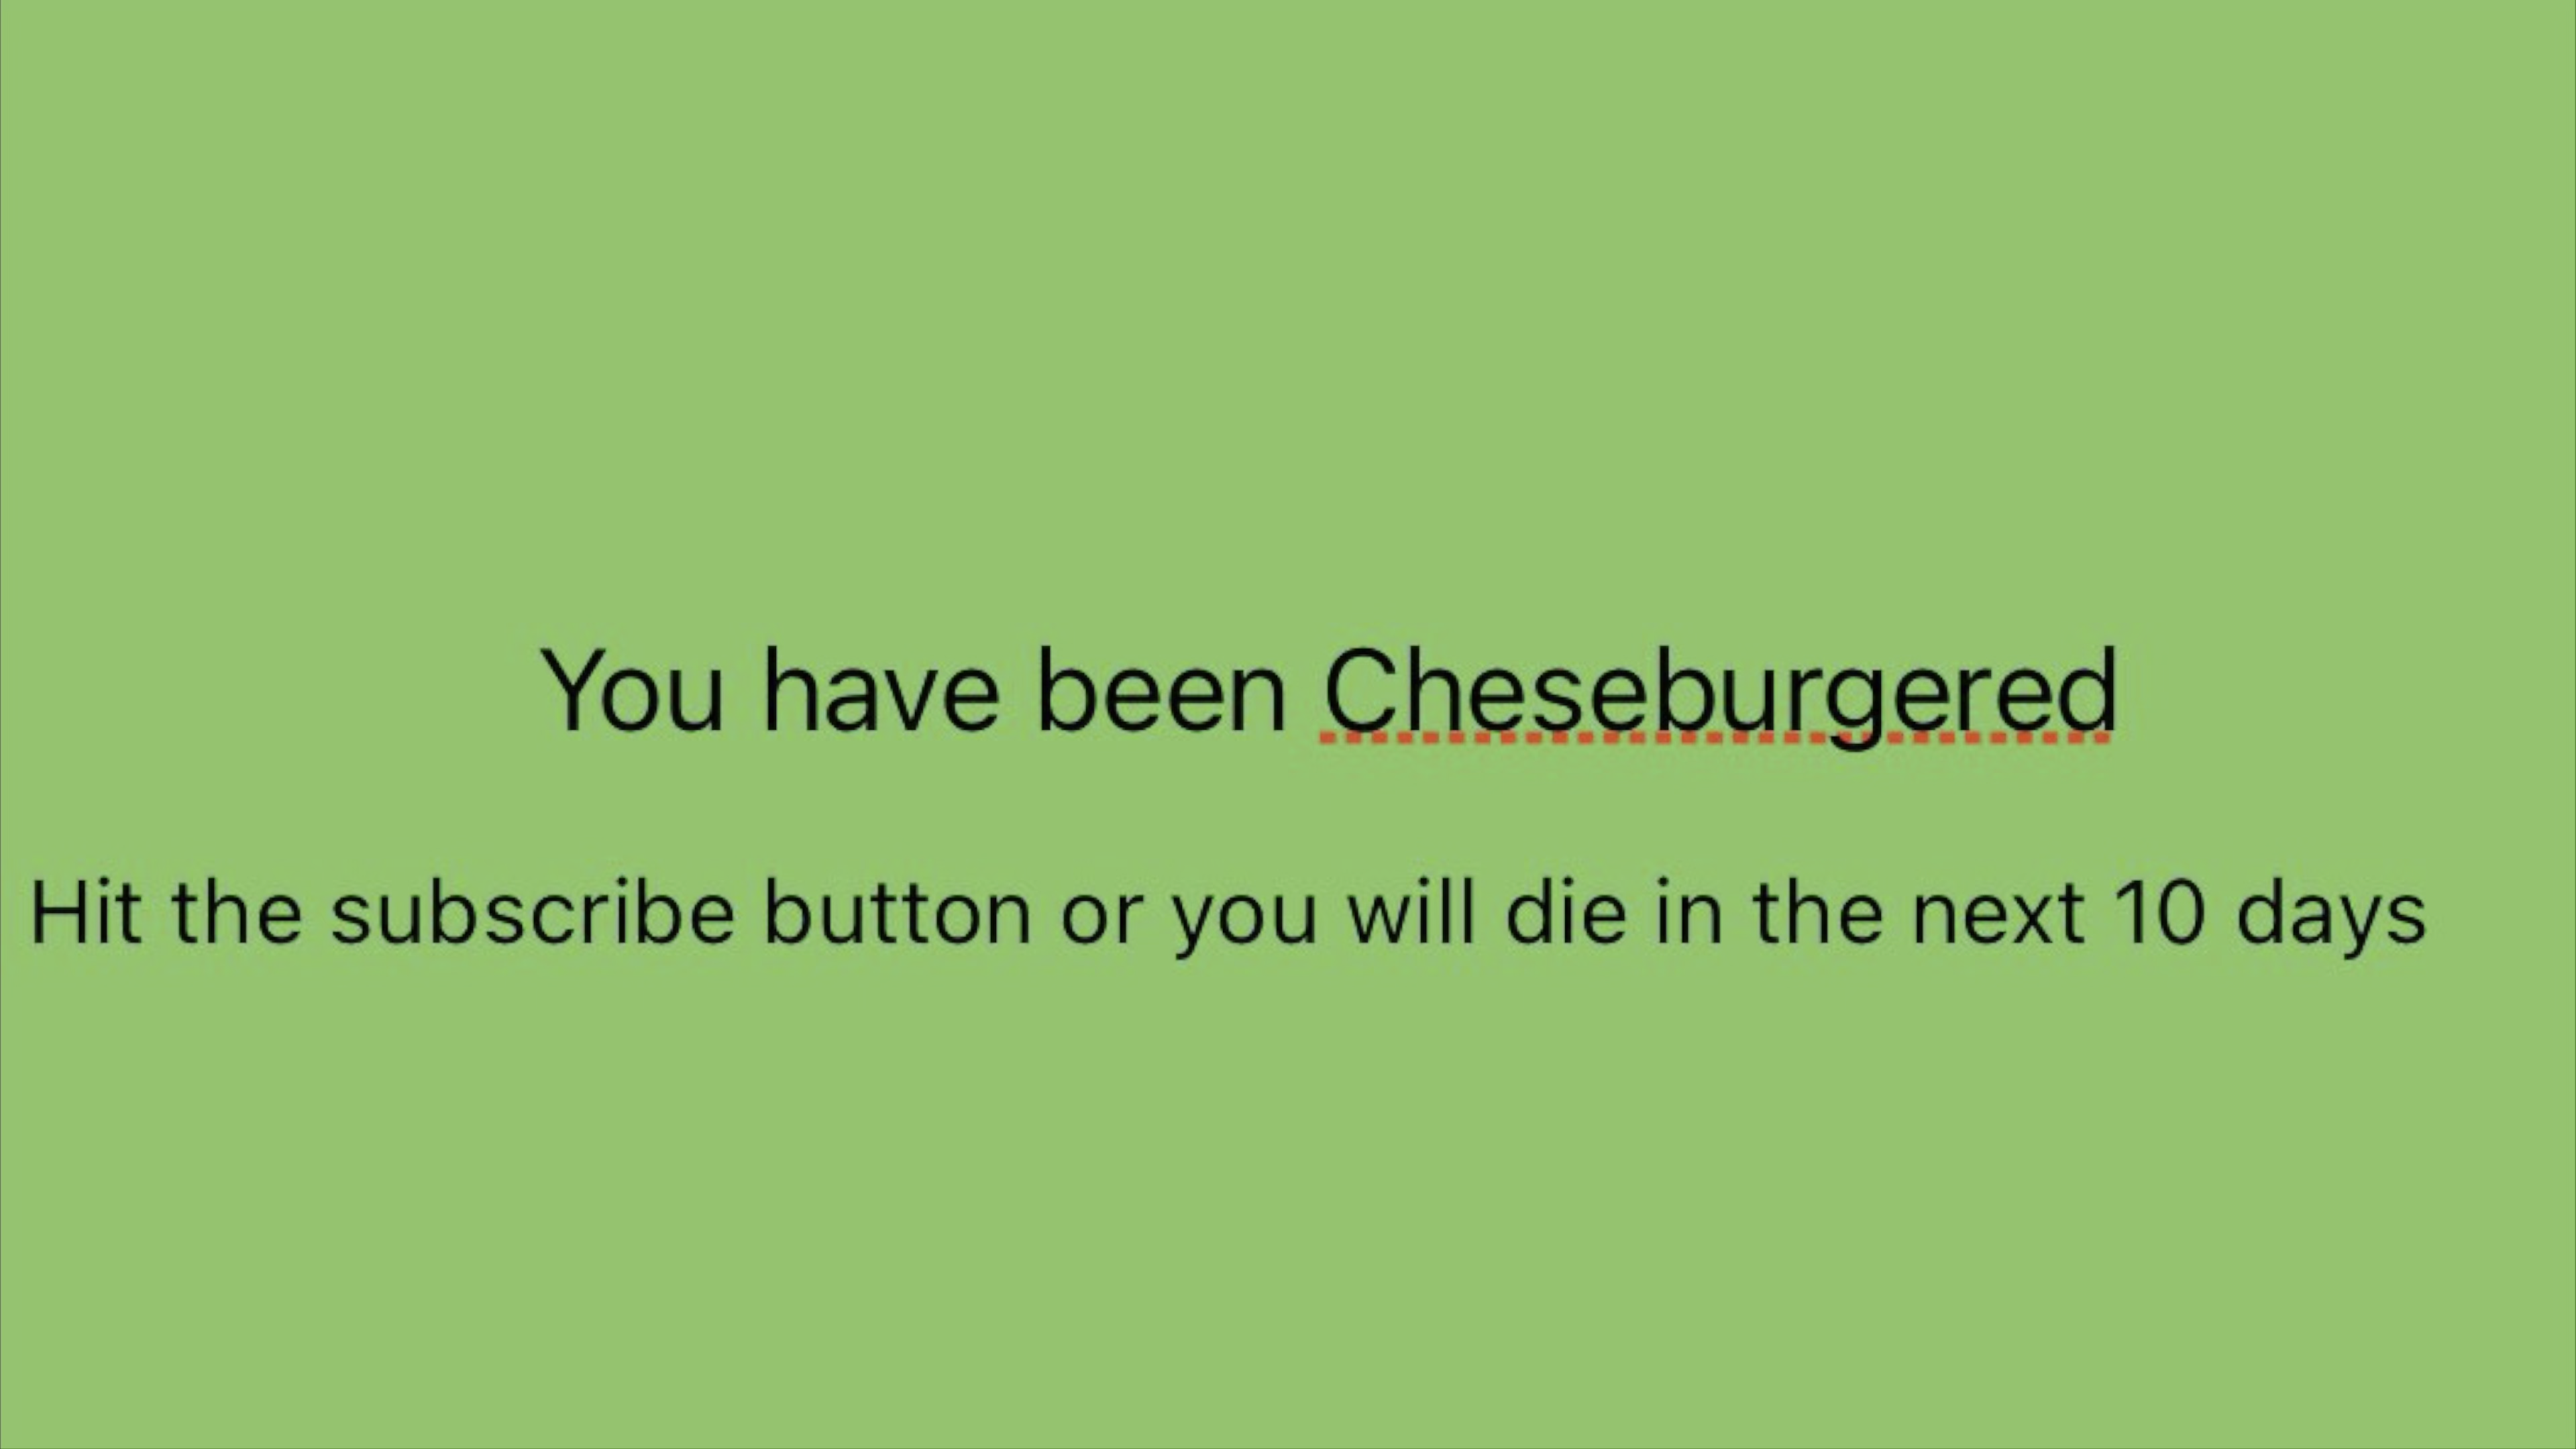 You have been Cheseburgered
Hit the subscribe button or you will die in the next 10 days